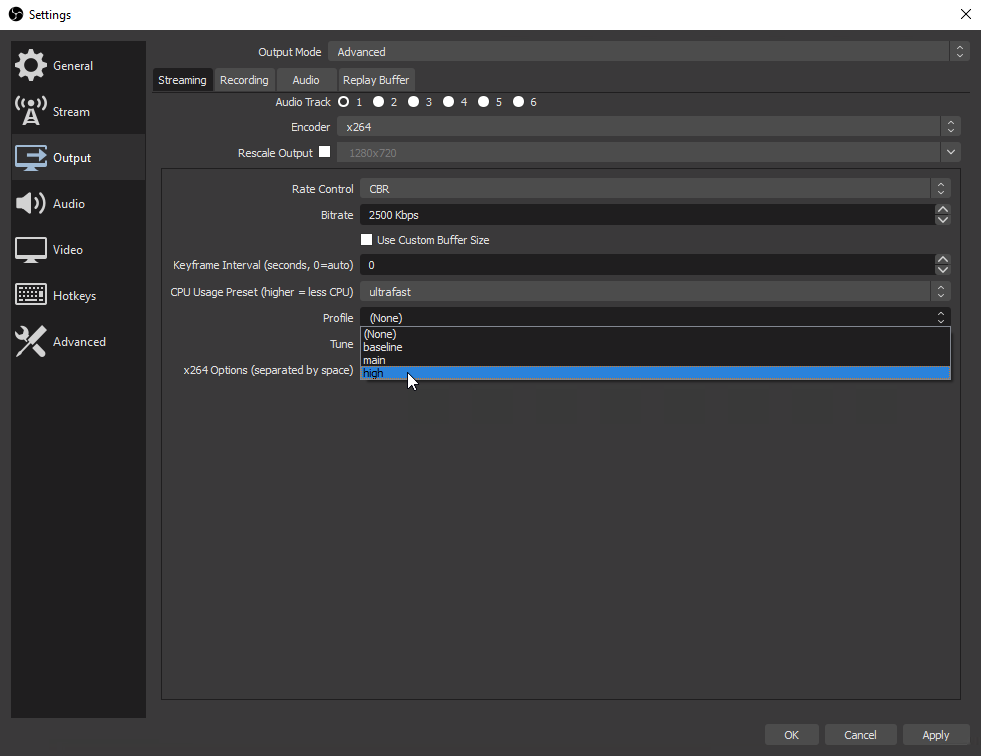 Settings
General
Stream
Output
Audio
Video
Hotkeys
Advanced
Output Mode Advanced
Streaming Recording Audio Replay Buffer
Audio Track 1 2 3 4 5 6
Encoder x264
Rescale Output 1280x720
Rate Control CBR
Bitrate 2500 Kbps
Use Custom Buffer Size
Keyframe Interval (seconds, 0=auto) 0
CPU Usage Preset (higher = less CPU) ultrafast
Profile (None)
(None)
Tune
baseline
main
x264 Options (separated by space)
high
OK Cancel Apply